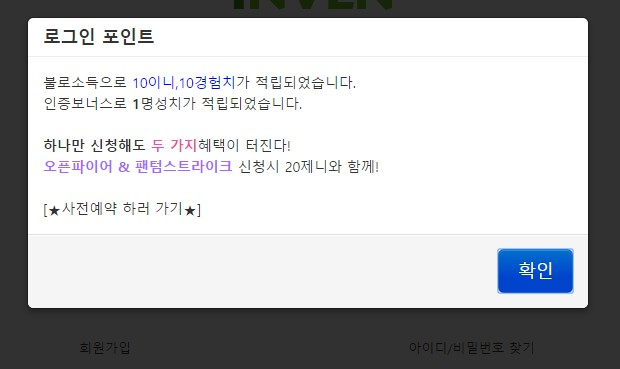 INVEN
로그인 포인트
불로소득으로 10이니,10경험치가 적립되었습니다.
인증보너스로 1명성치가 적립되었습니다.
하나만 신청해도 두 가지혜택이 터진다!
오픈파이어 & 팬텀스트라이크 신청시 20제니와 함께!
[★사전예약 하러 가기★]
확인
회원가입
아이디/비밀번호 찾기